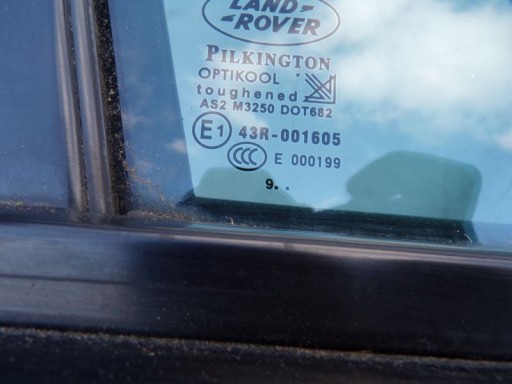 LAND-
-ROVER
PILKINGTON
OPTIKOOL
toughened
AS2 M3250 DOT682
E1 43R-001605
CCC E 000199
9. .